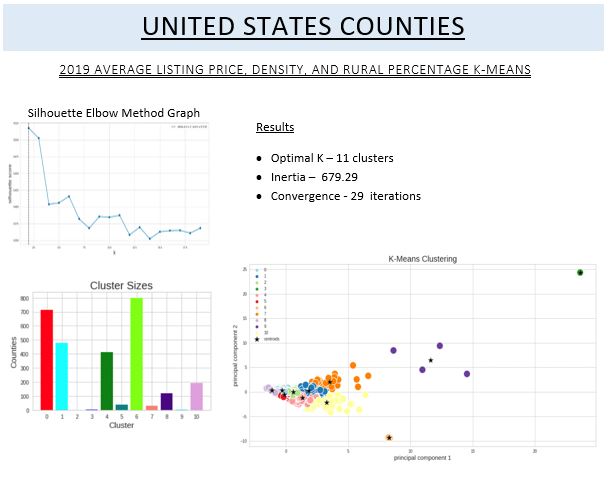 UNITED STATES COUNTIES
2019 AVERAGE LISTING PRICE, DENSITY, AND RURAL PERCENTAGE K-MEANS
Silhouette Elbow Method Graph
silhouette score
k
Results
• Optimal K – 11 clusters
• Inertia – 679.29
• Convergence - 29 iterations
Cluster Sizes
Counties
800
700
600
500
400
300
200
100
0
0 1 2 3 4 5 6 7 8 9 10
Cluster
K-Means Clustering
principal component 2
25
20
15
10
5
0
-5
-10
0
1
2
3
4
5
6
7
8
9
10
centroids
0 5 10 15 20
principal component 1